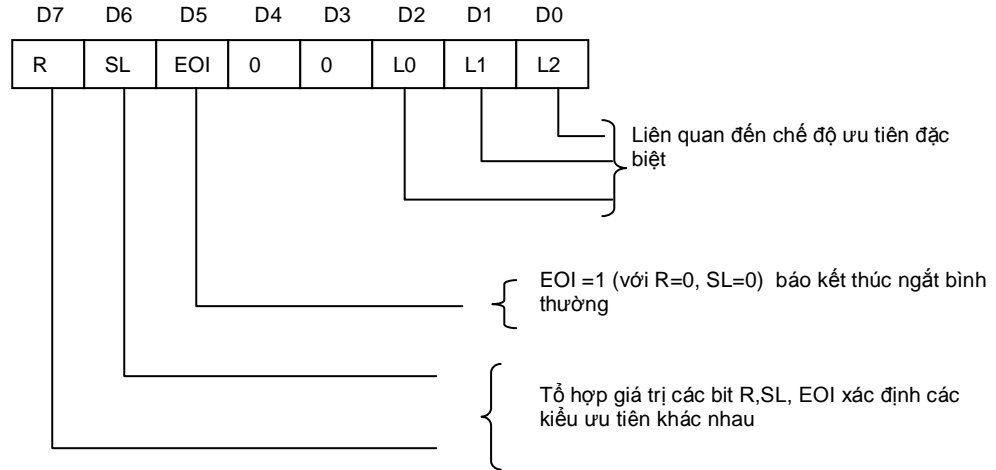 D7 D6 D5 D4 D3 D2 D1 D0
R SL EOI 0 0 L0 L1 L2
Liên quan đến chế độ ưu tiên đặc
biệt
EOI =1 (với R=0, SL=0) báo kết thúc ngắt bình
thường
Tổ hợp giá trị các bit R,SL, EOI xác định các
kiểu ưu tiên khác nhau